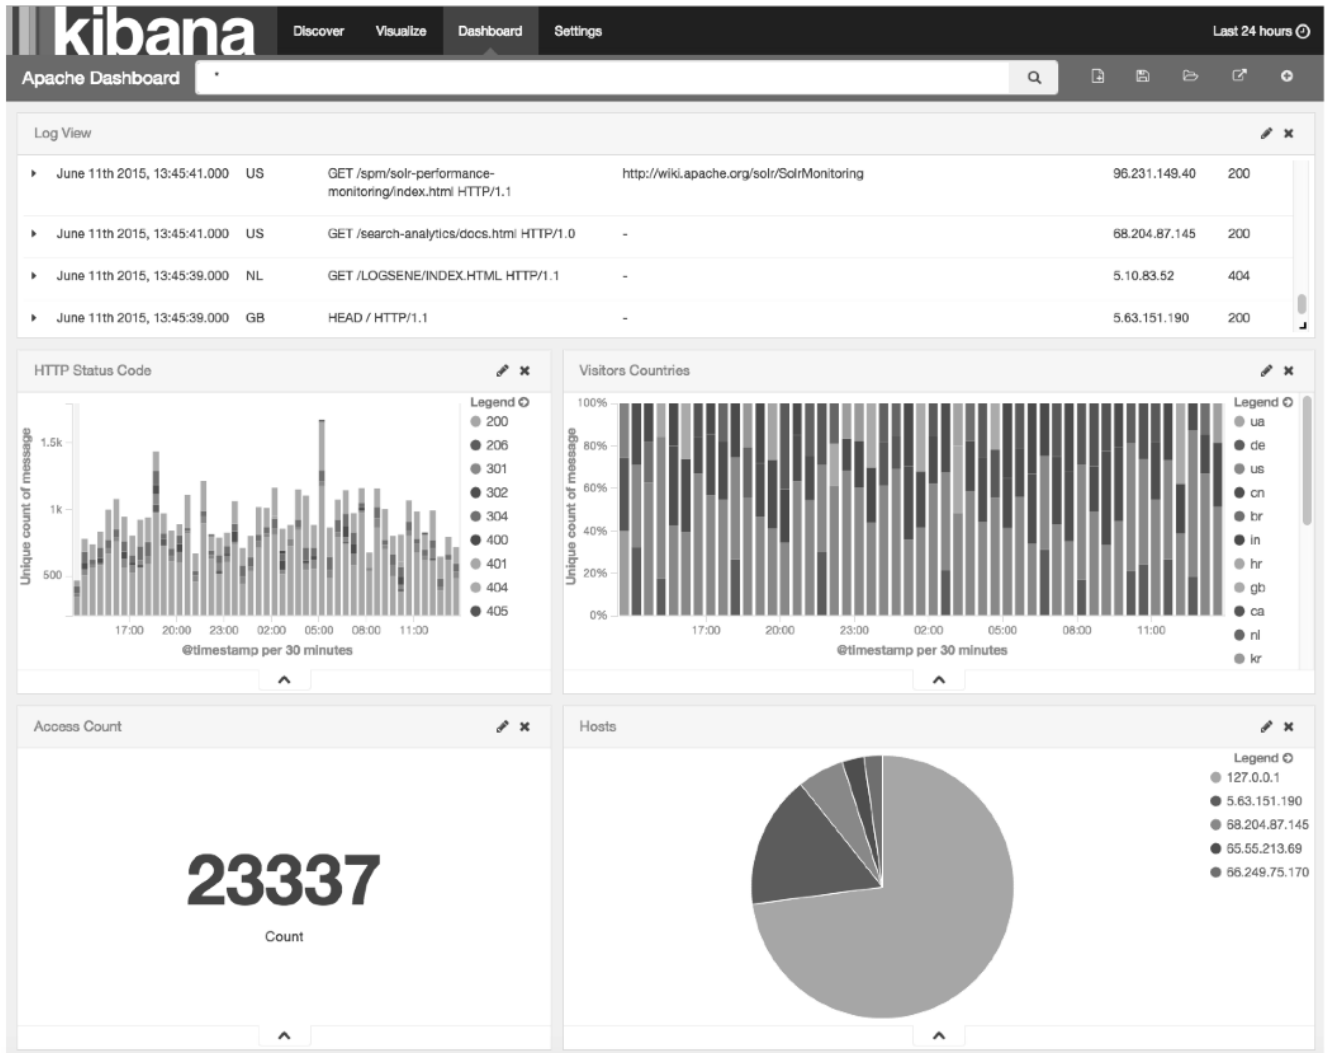 kibana Discover Visualize Dashboard Settings Last 24 hours
Apache Dashboard *
Log View
June 11th 2015, 13:45:41.000 US GET /spm/solr-performance- http://wiki.apache.org/solr/SolrMonitoring 96.231.149.40 200
monitoring/index.html HTTP/1.1
June 11th 2015, 13:45:41.000 US GET /search-analytics/docs.html HTTP/1.0 - 68.204.87.145 200
June 11th 2015, 13:45:39.000 NL GET /LOGSENE/INDEX.HTML HTTP/1.1 - 5.10.83.52 404
June 11th 2015, 13:45:39.000 GB HEAD / HTTP/1.1 - 5.63.151.190 200
HTTP Status Code
Unique count of message
1.5k
1k
500
17:00 20:00 23:00 02:00 05:00 08:00 11:00
@timestamp per 30 minutes
Legend
200
206
301
302
304
400
401
404
405
Visitors Countries
Unique count of message
100%
80%
60%
40%
20%
0%
17:00 20:00 23:00 02:00 05:00 08:00 11:00
@timestamp per 30 minutes
Legend
ua
de
us
cn
br
in
hr
gb
ca
nl
kr
Access Count
23337
Count
Hosts
Legend
127.0.0.1
5.63.151.190
68.204.87.145
65.55.213.69
66.249.75.170